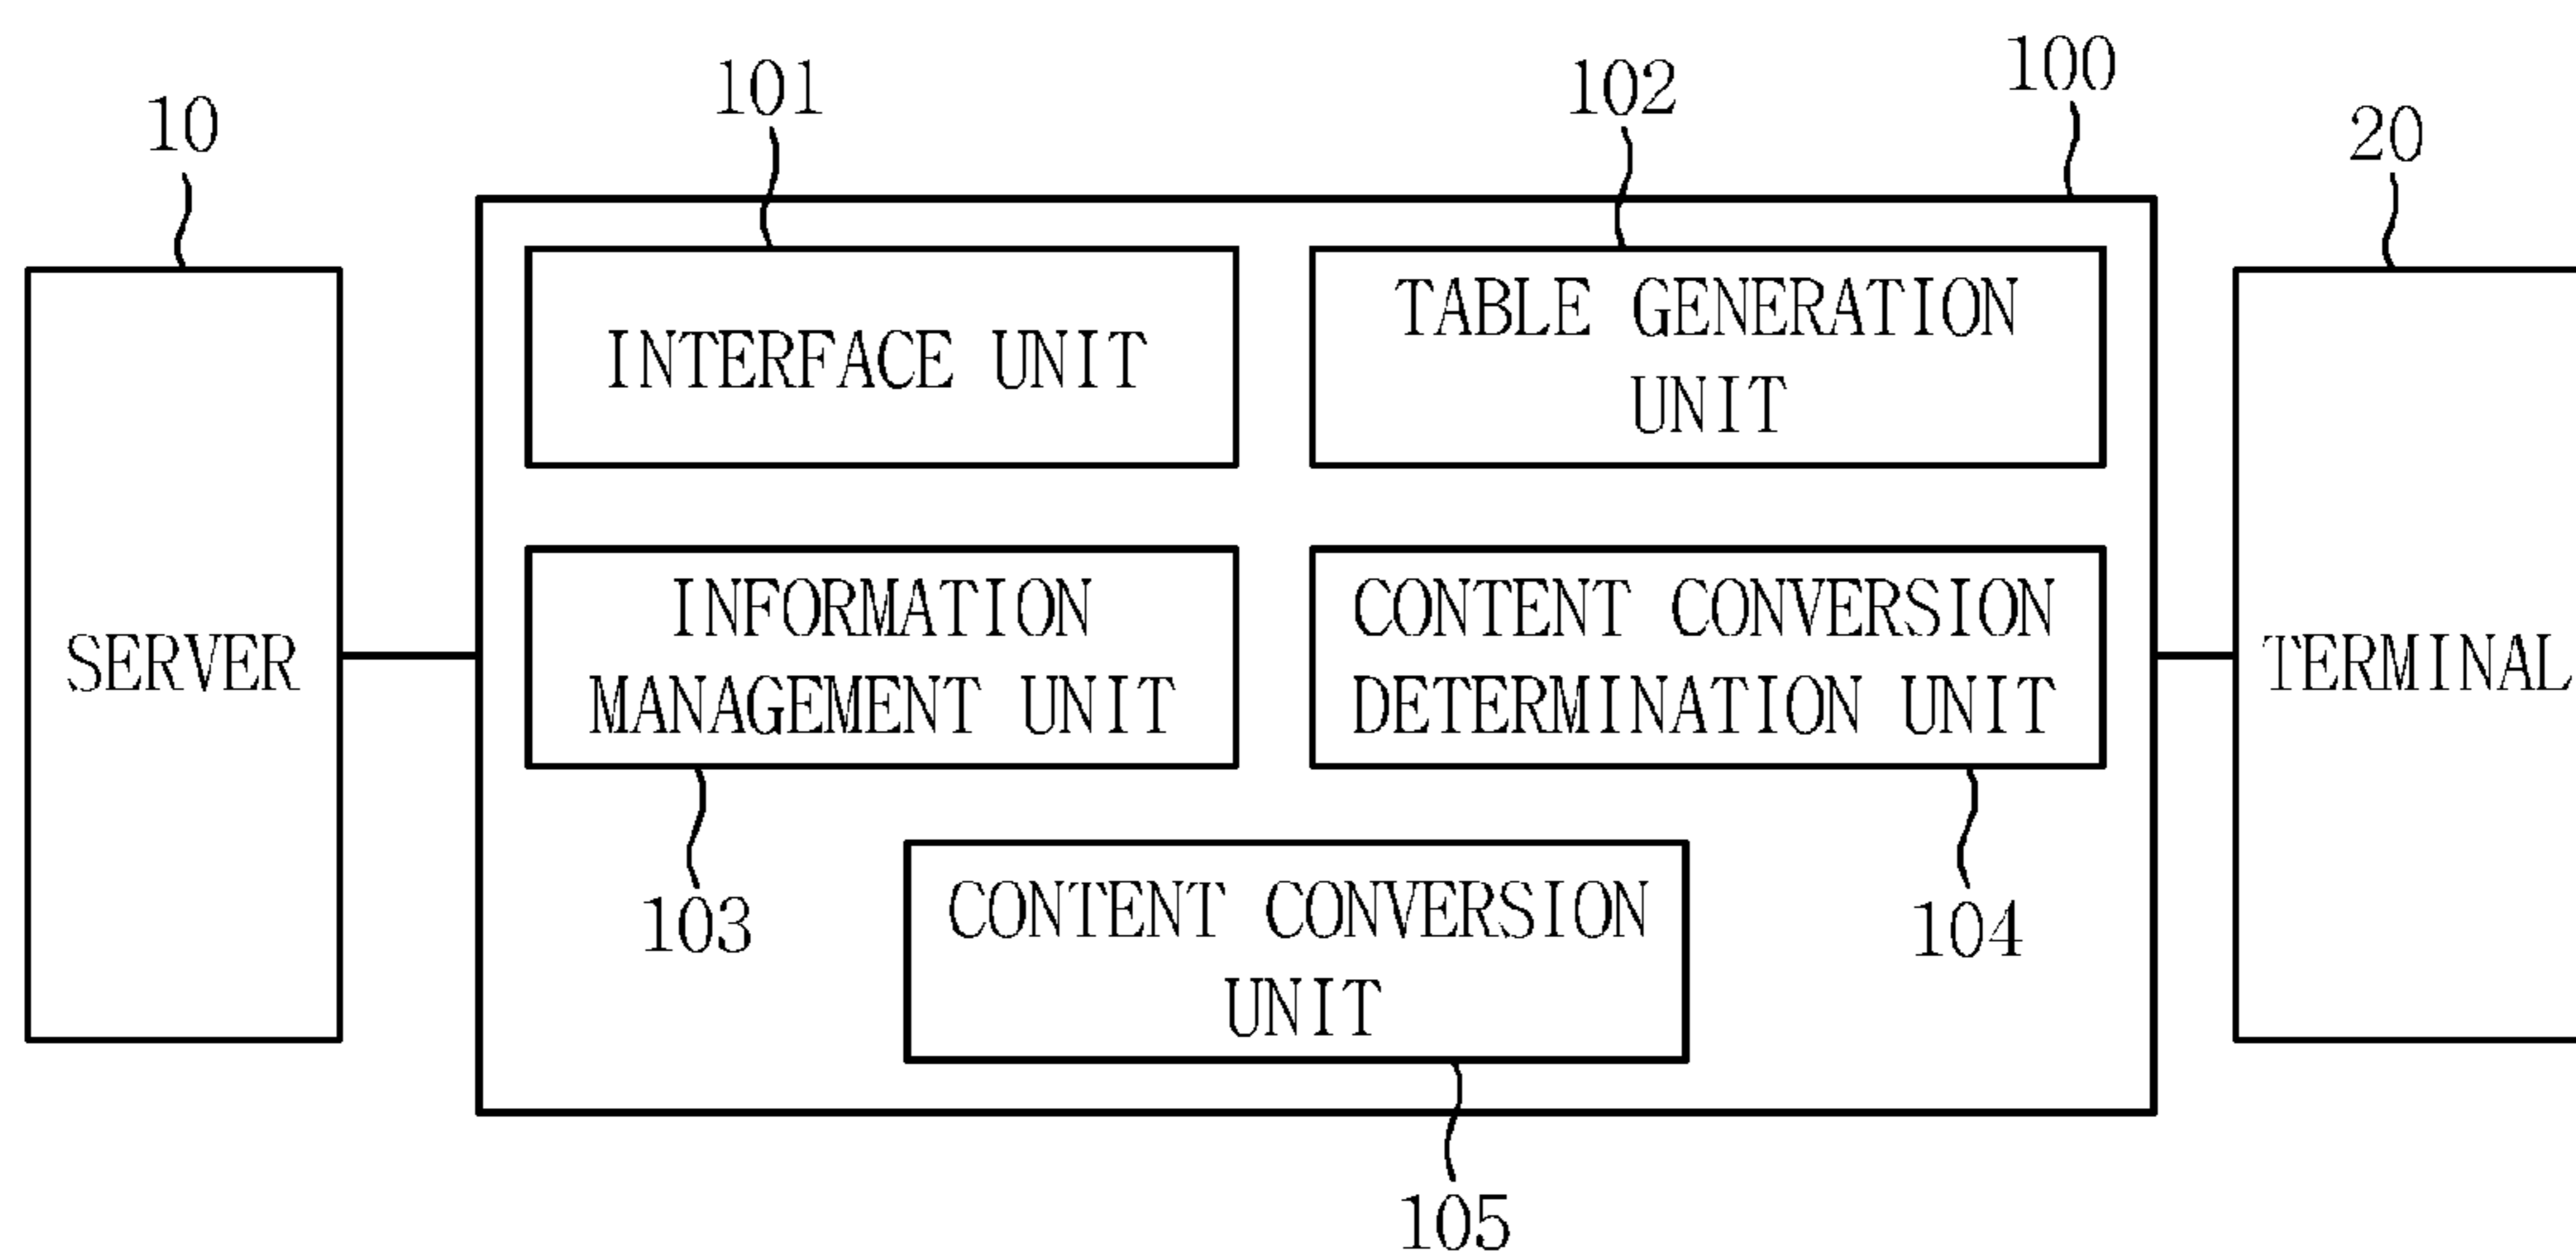 100
101
102
10
20
INTERFACE UNIT
TABLE GENERATION
UNIT
INFORMATION
MANAGEMENT UNIT
CONTENT CONVERSION
DETERMINATION UNIT
SERVER
TERMINAL
103
104
CONTENT CONVERSION
UNIT
105